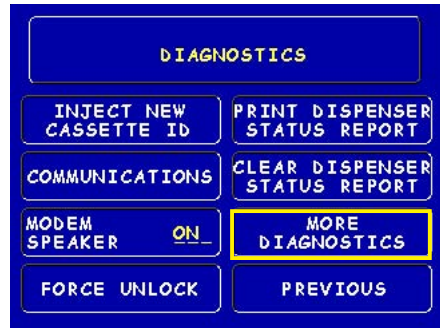 DIAGNOSTICS
INJECT NEW
CASSETTE ID
PRINT DISPENSER
STATUS REPORT
COMMUNICATIONS
CLEAR DISPENSER
STATUS REPORT
MODEM
SPEAKER ON
MORE
DIAGNOSTICS
FORCE UNLOCK
PREVIOUS